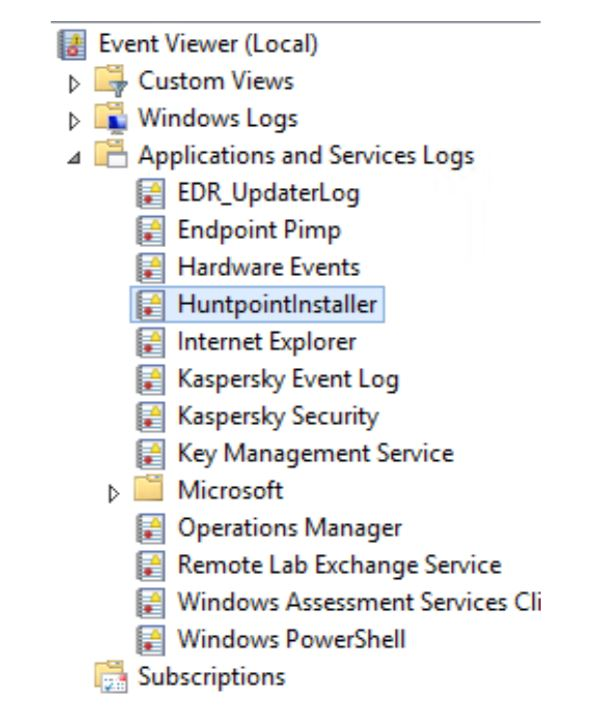 Event Viewer (Local)
Custom Views
Windows Logs
Applications and Services Logs
EDR_UpdaterLog
Endpoint Pimp
Hardware Events
HuntpointInstaller
Internet Explorer
Kaspersky Event Log
Kaspersky Security
Key Management Service
Microsoft
Operations Manager
Remote Lab Exchange Service
Windows Assessment Services Cli
Windows PowerShell
Subscriptions